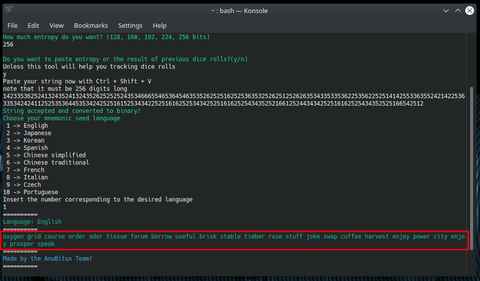 ~ : bash — Konsole
File Edit View Bookmarks Settings Help
How much entropy do you want? (128, 160, 192, 224, 256 bits)
256
Do you want to paste entropy or the result of previous dice rolls?(y/n)
Unless this tool will help you tracking dice rolls
y
Paste your string now with Ctrl + Shift + V
note that it must be 256 digits long
String accepted and converted to binary!
Choose your mnemonic seed language
1 -> Engligh
2 -> Japanese
3 -> Korean
4 -> Spanish
5 -> Chinese simplified
6 -> Chinese traditional
7 -> French
8 -> Italian
9 -> Czech
10 -> Portuguese
Insert the number corresponding to the desired language
1
==========
Language: English
==========
oxygen grid course order odor tissue forum borrow useful brisk stable timber rose stuff joke swap coffee harvest enjoy power city enjo
y prosper speak
==========
Made by the AnuBitux Team!
==========